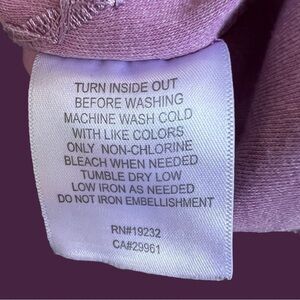 TURN INSIDE OUT
BEFORE WASHING
MACHINE WASH COLD
WITH LIKE COLORS
ONLY NON-CHLORINE
BLEACH WHEN NEEDED
TUMBLE DRY LOW
LOW IRON AS NEEDED
DO NOT IRON EMBELLISHMENT
RN#19232
CA#29961